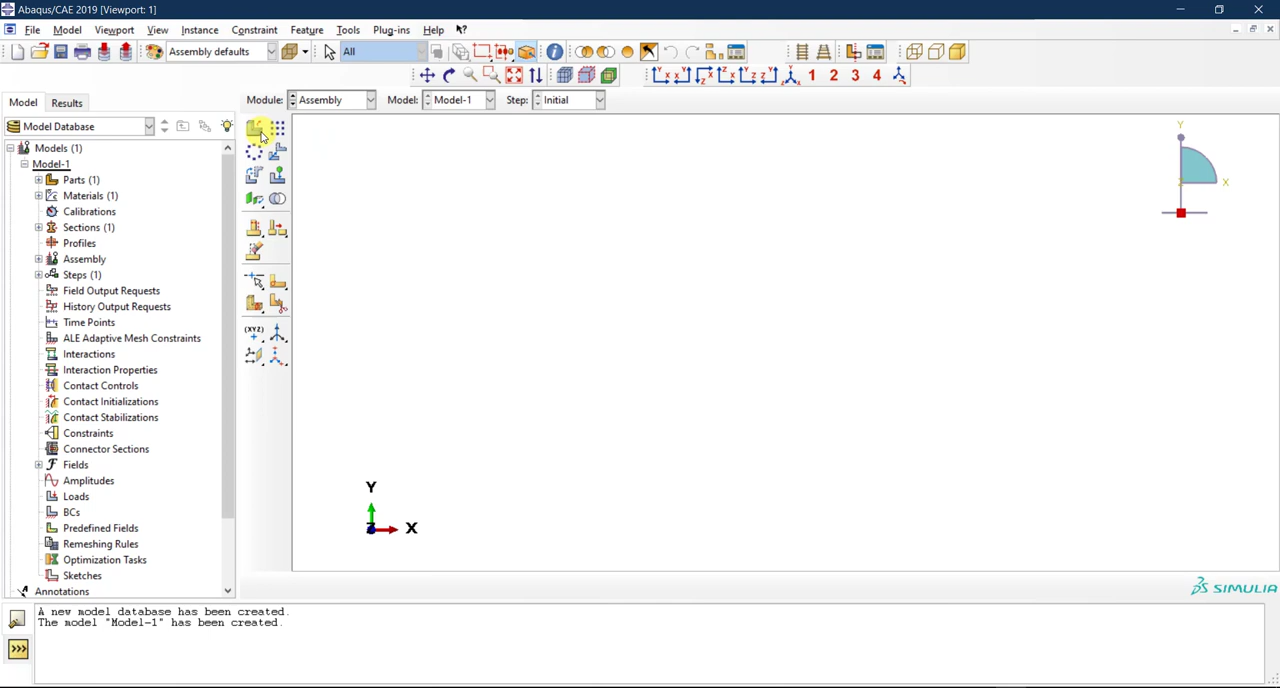 Abaqus/CAE 2019 [Viewport: 1]
File Model Viewport View Instance Constraint Feature Tools Plug-ins Help
Assembly defaults All
1 2 3 4
Model Results
Module: Assembly Model: Model-1 Step: Initial
Model Database
Models (1)
Model-1
Parts (1)
Materials (1)
Calibrations
Sections (1)
Profiles
Assembly
Steps (1)
Field Output Requests
History Output Requests
Time Points
ALE Adaptive Mesh Constraints
Interactions
Interaction Properties
Contact Controls
Contact Initializations
Contact Stabilizations
Constraints
Connector Sections
Fields
Amplitudes
Loads
BCs
Predefined Fields
Remeshing Rules
Optimization Tasks
Sketches
Annotations
(XYZ)
Y
X
Z
Y
X
Z
SIMULIA
A new model database has been created.
The model "Model-1" has been created.
>>>